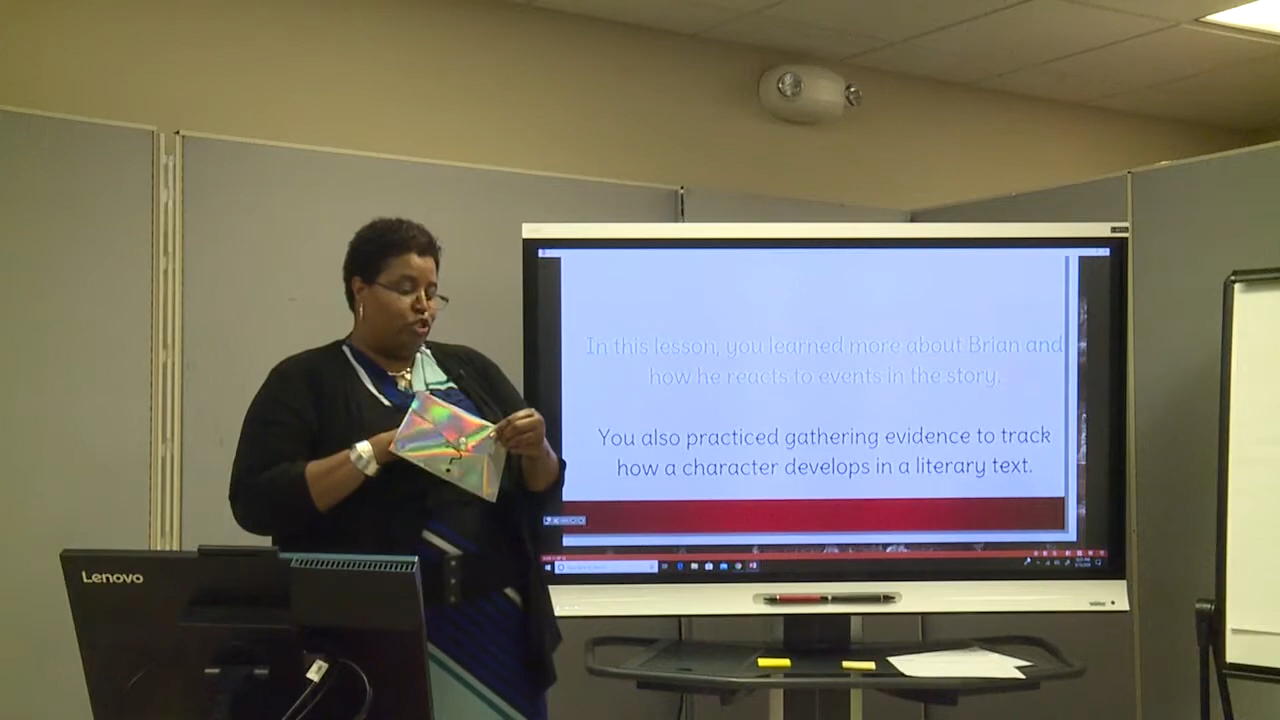 In this lesson, you learned more about Brian and
how he reacts to events in the story.
You also practiced gathering evidence to track
how a character develops in a literary text.
Lenovo